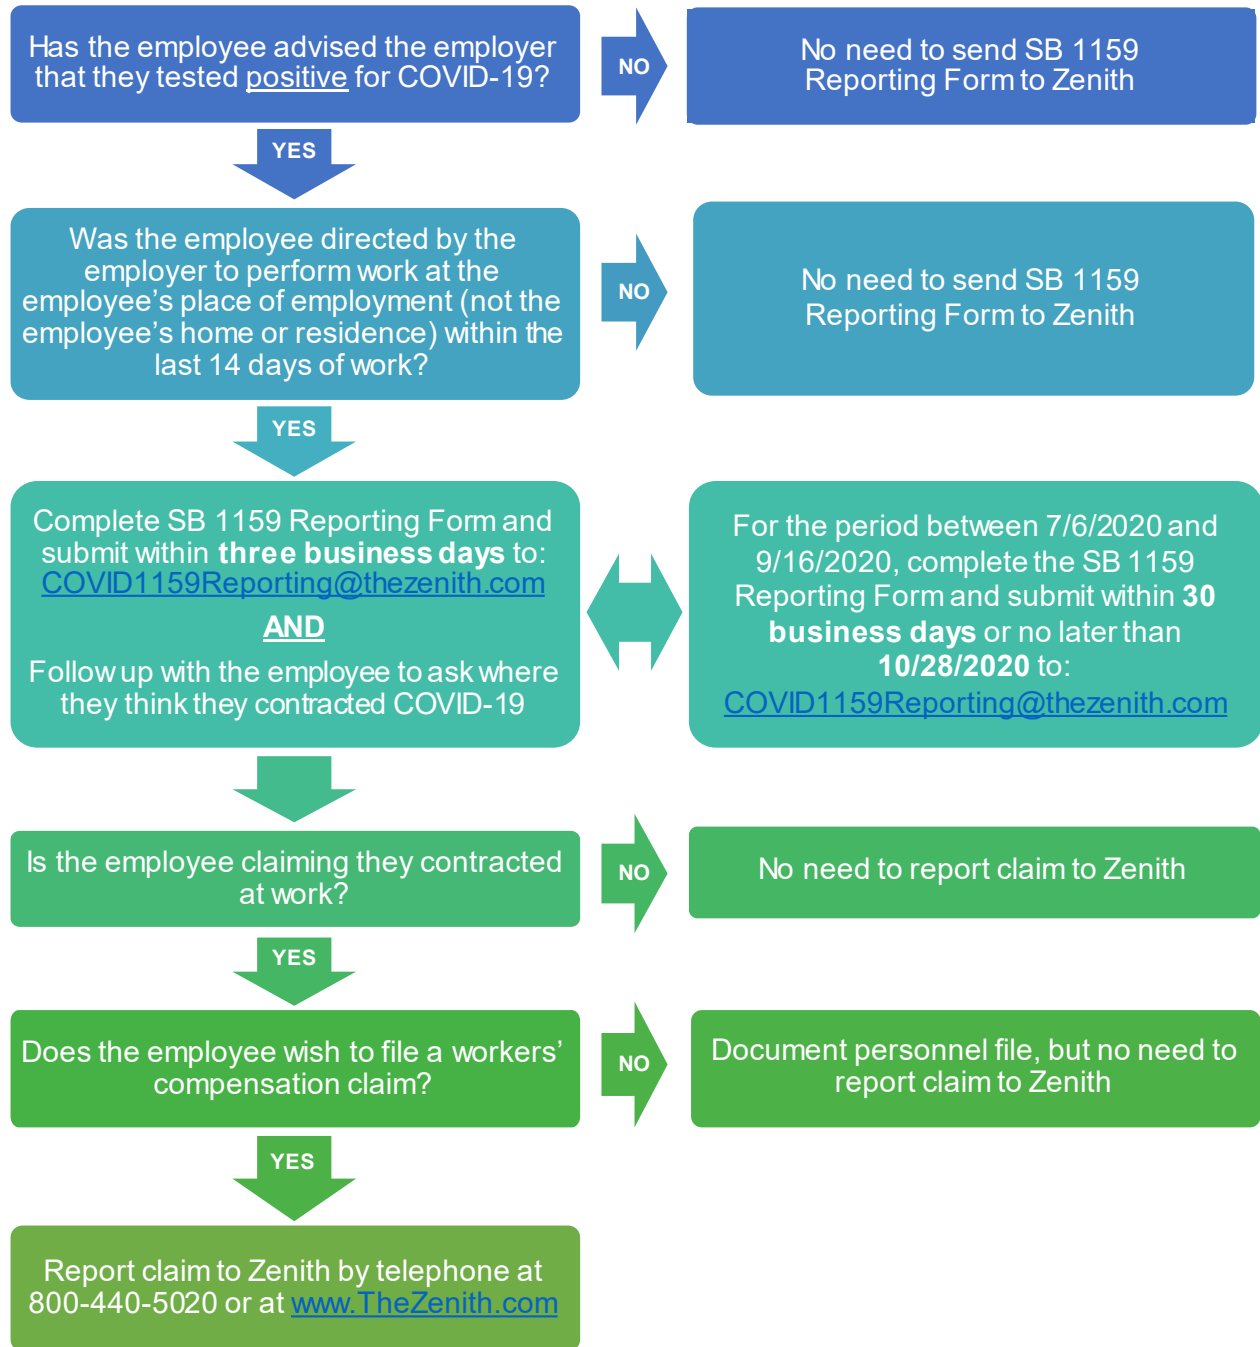 Has the employee advised the employer
that they tested positive for COVID-19?
NO
No need to send SB 1159
Reporting Form to Zenith
YES
Was the employee directed by the
employer to perform work at the
employee’s place of employment (not the
employee’s home or residence) within the
last 14 days of work?
NO
No need to send SB 1159
Reporting Form to Zenith
YES
Complete SB 1159 Reporting Form and
submit within three business days to:
COVID1159Reporting@thezenith.com
AND
Follow up with the employee to ask where
they think they contracted COVID-19
For the period between 7/6/2020 and
9/16/2020, complete the SB 1159
Reporting Form and submit within 30
business days or no later than
10/28/2020 to:
COVID1159Reporting@thezenith.com
Is the employee claiming they contracted
at work?
NO
No need to report claim to Zenith
YES
Does the employee wish to file a workers’
compensation claim?
NO
Document personnel file, but no need to
report claim to Zenith
YES
Report claim to Zenith by telephone at
800-440-5020 or at www.TheZenith.com